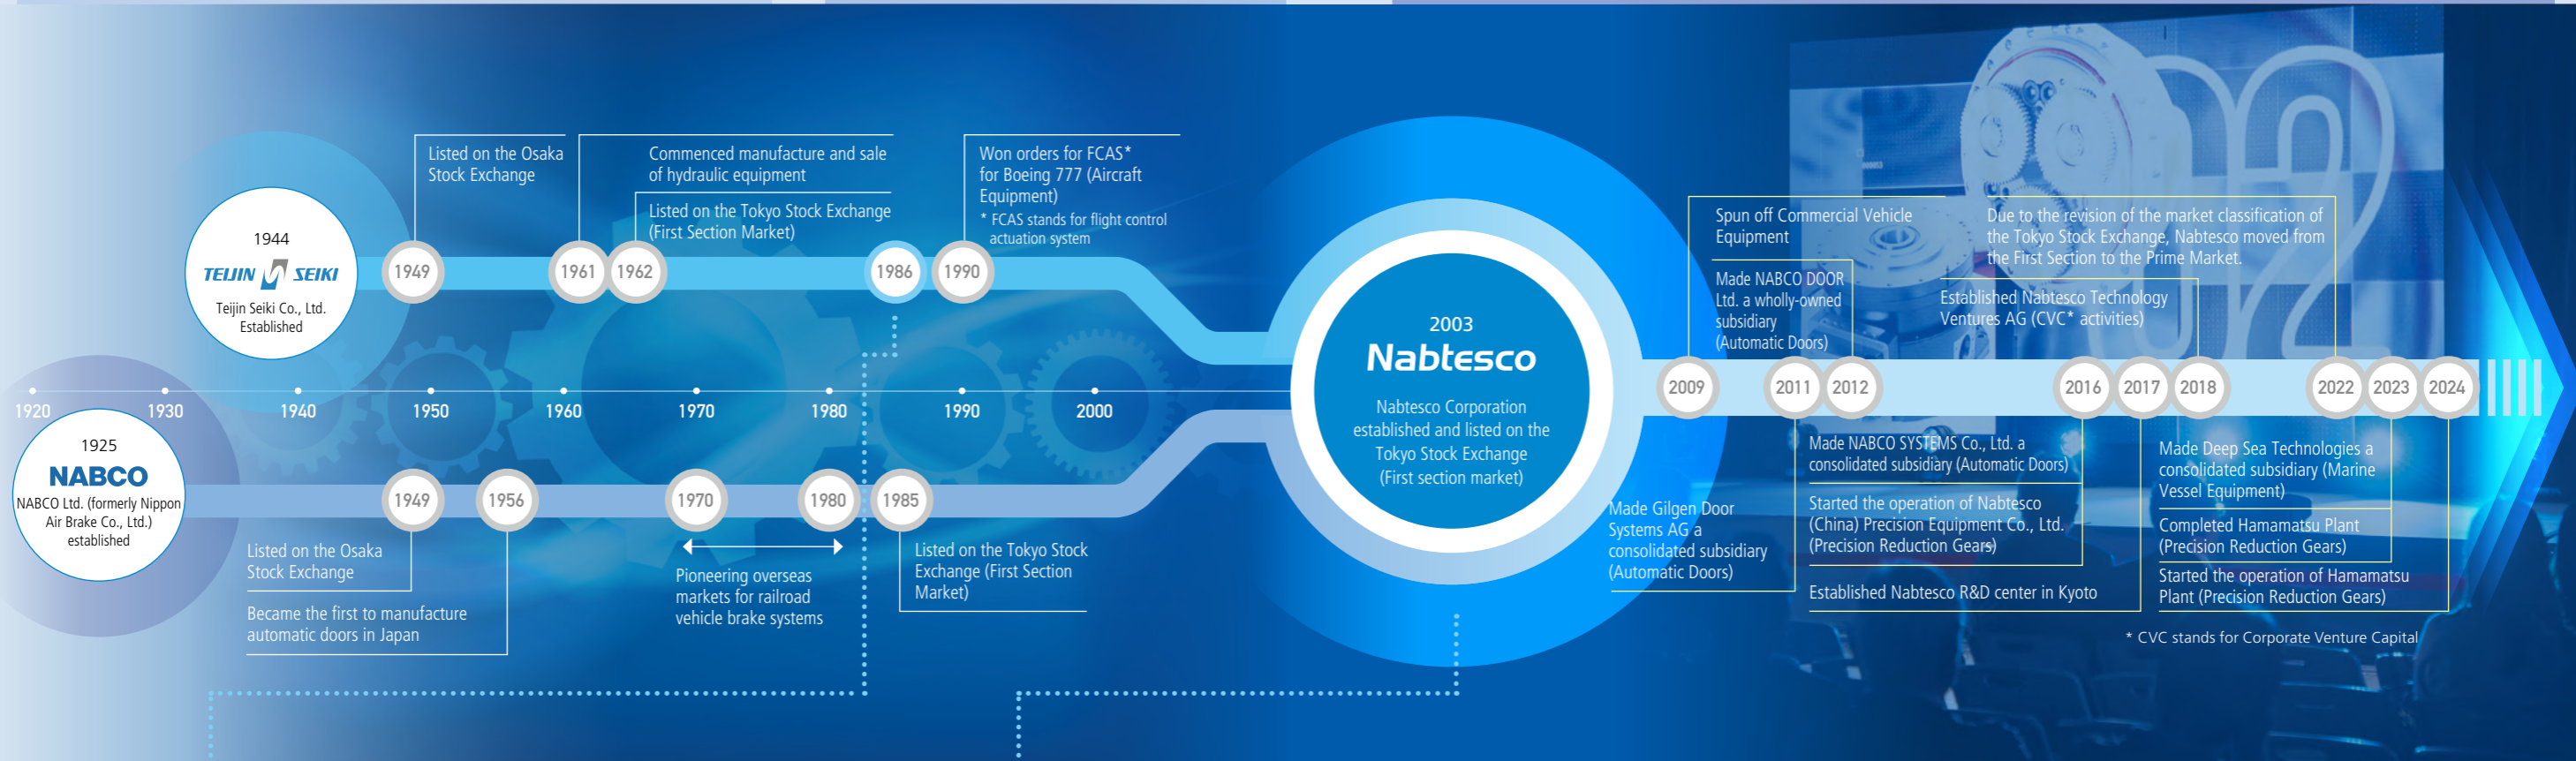 Listed on the Osaka
Stock Exchange
Commenced manufacture and sale
of hydraulic equipment
Listed on the Tokyo Stock Exchange
(First Section Market)
Won orders for FCAS*
for Boeing 777 (Aircraft
Equipment)
* FCAS stands for flight control
actuation system
1944
TEIJIN SEIKI
Teijin Seiki Co., Ltd.
Established
1949
1961
1962
1986
1990
1920
1930
1940
1950
1960
1970
1980
1990
2000
1925
NABCO
NABCO Ltd. (formerly Nippon
Air Brake Co., Ltd.)
established
1949
1956
1970
1980
1985
Listed on the Osaka
Stock Exchange
Became the first to manufacture
automatic doors in Japan
Pioneering overseas
markets for railroad
vehicle brake systems
Listed on the Tokyo Stock
Exchange (First Section
Market)
2003
Nabtesco
Nabtesco Corporation
established and listed on the
Tokyo Stock Exchange
(First section market)
Spun off Commercial Vehicle
Equipment
Made NABCO DOOR
Ltd. a wholly-owned
subsidiary
(Automatic Doors)
Due to the revision of the market classification of
the Tokyo Stock Exchange, Nabtesco moved from
the First Section to the Prime Market.
Established Nabtesco Technology
Ventures AG (CVC* activities)
2009
2011
2012
2016
2017
2018
2022
2023
2024
Made Gilgen Door
Systems AG a
consolidated subsidiary
(Automatic Doors)
Made NABCO SYSTEMS Co., Ltd. a
consolidated subsidiary (Automatic Doors)
Started the operation of Nabtesco
(China) Precision Equipment Co., Ltd.
(Precision Reduction Gears)
Established Nabtesco R&D center in Kyoto
Made Deep Sea Technologies a
consolidated subsidiary (Marine
Vessel Equipment)
Completed Hamamatsu Plant
(Precision Reduction Gears)
Started the operation of Hamamatsu
Plant (Precision Reduction Gears)
* CVC stands for Corporate Venture Capital